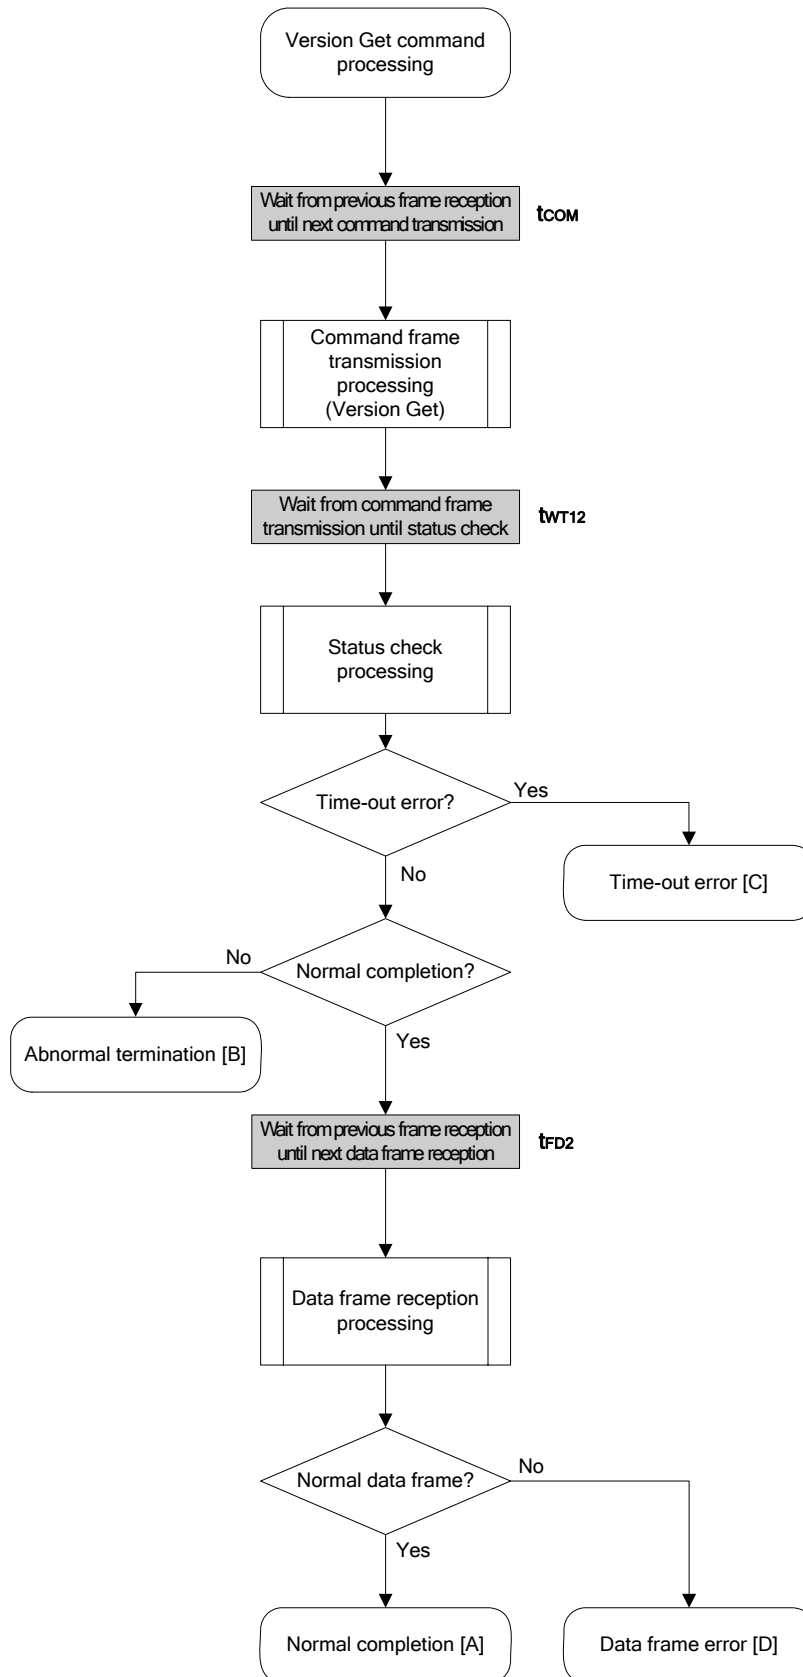 Version Get command
processing
Wait from previous frame reception
until next command transmission
tCOM
Command frame
transmission
processing
(Version Get)
Wait from command frame
transmission until status check
tWT12
Status check
processing
Time-out error?
Yes
Time-out error [C]
No
Normal completion?
No
Abnormal termination [B]
Yes
Wait from previous frame reception
until next data frame reception
tFD2
Data frame reception
processing
Normal data frame?
No
Yes
Normal completion [A]
Data frame error [D]